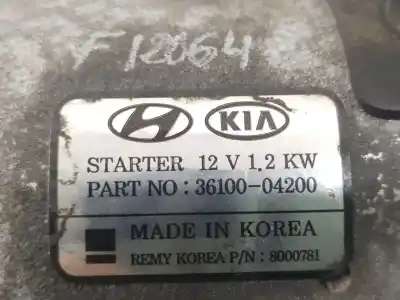 F12064
KIA
STARTER 12 V 1.2 KW
PART NO : 36100-04200
MADE IN KOREA
REMY KOREA P/N : 8000781